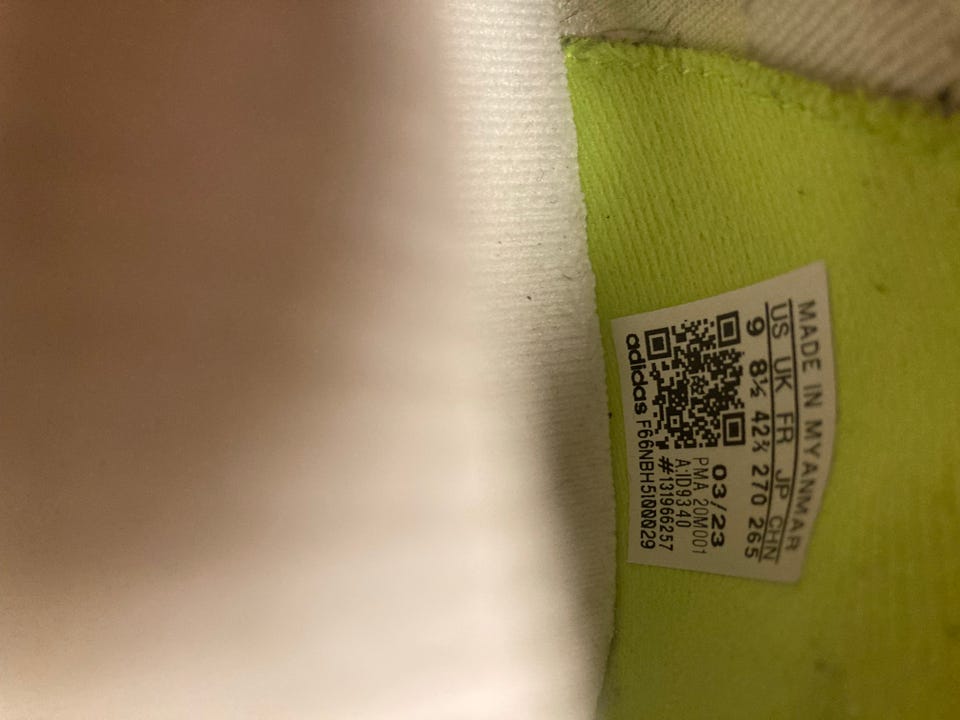 MADE IN MYANMAR
US UK FR JP CHN
9 8½ 42⅔ 270 265
03/23
PMA 20M001
A:ID9340
#131966257
adidas F66NBH5I00029